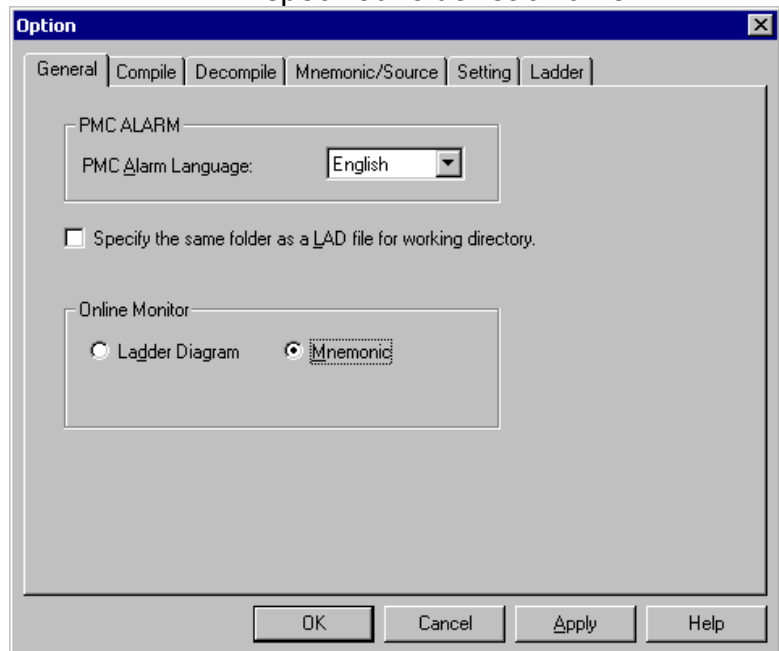 Option
General Compile Decompile Mnemonic/Source Setting Ladder
PMC ALARM
PMC Alarm Language: English
Specify the same folder as a LAD file for working directory.
Online Monitor
Ladder Diagram Mnemonic
OK Cancel Apply Help